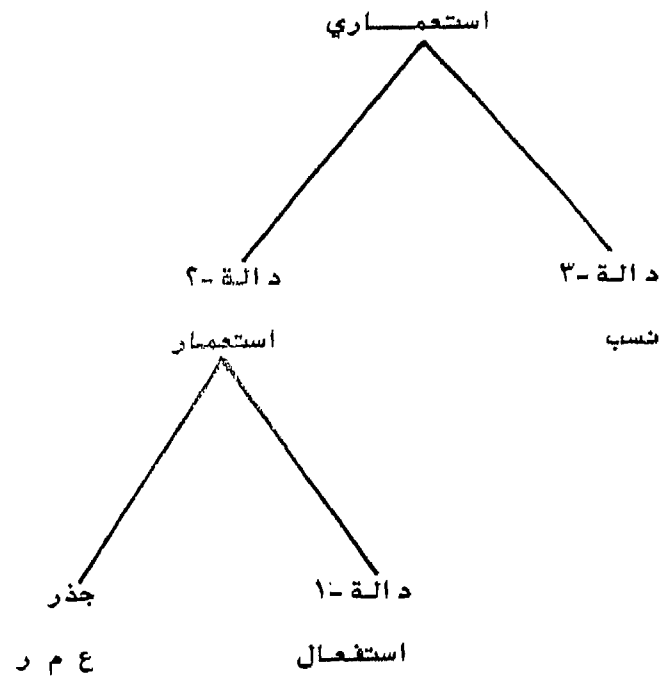 استعماري
دالة -٣ دالة -٢
نسب استعمار
دالة -١ جذر
استفعال ع م ر